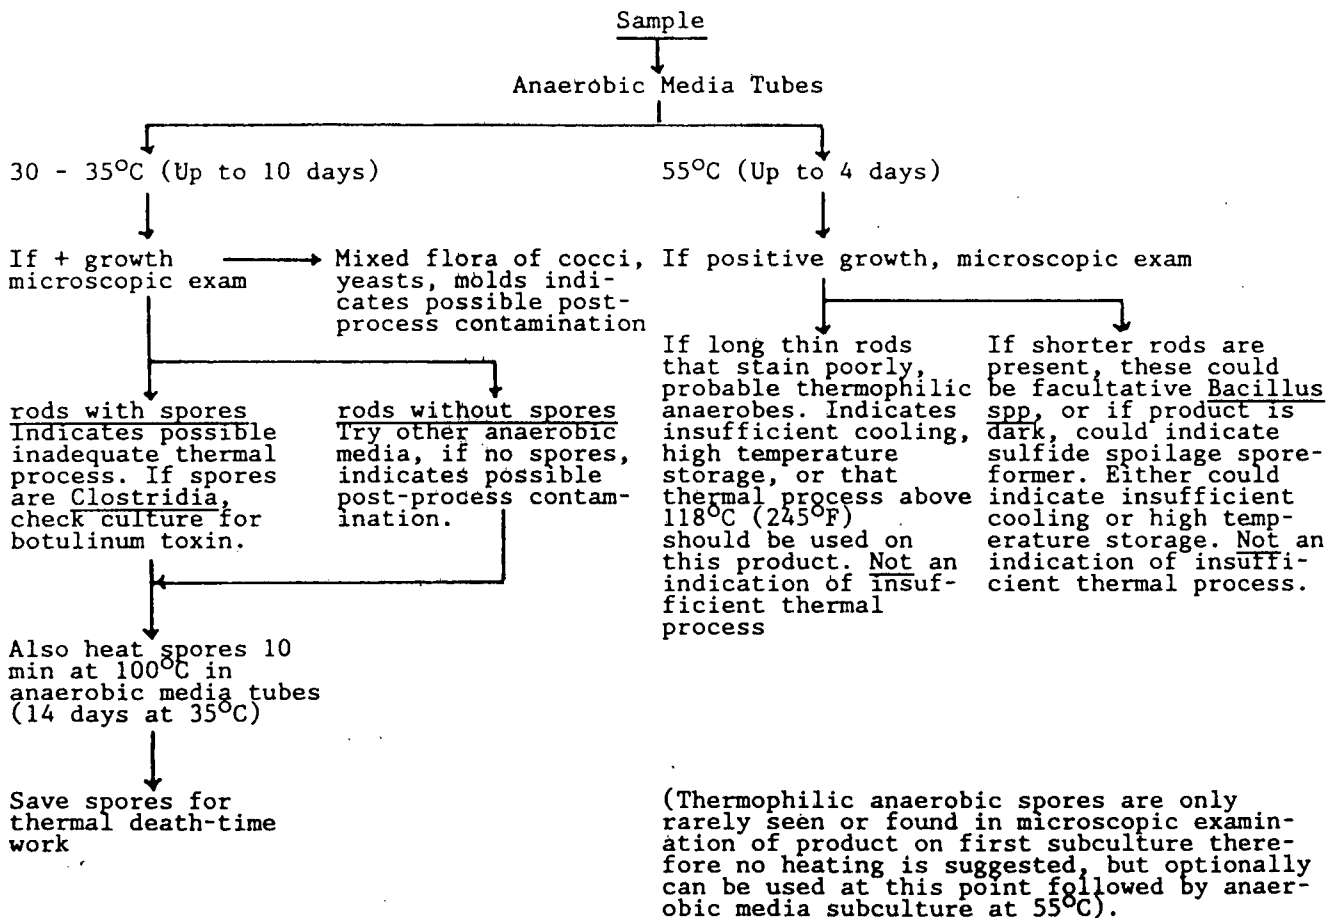 Sample
Anaerobic Media Tubes
30 - 35°C (Up to 10 days)
55°C (Up to 4 days)
If + growth
microscopic exam
Mixed flora of cocci,
yeasts, molds indi-
cates possible post-
process contamination
If positive growth, microscopic exam
rods with spores
Indicates possible
inadequate thermal
process. If spores
are Clostridia,
check culture for
botulinum toxin.
rods without spores
Try other anaerobic
media, if no spores,
indicates possible
post-process contam-
ination.
If long thin rods
that stain poorly,
probable thermophilic
anaerobes. Indicates
insufficient cooling,
high temperature
storage, or that
thermal process above
118°C (245°F)
should be used on
this product. Not an
indication of insuf-
ficient thermal
process
If shorter rods are
present, these could
be facultative Bacillus
spp, or if product is
dark, could indicate
sulfide spoilage spore-
former. Either could
indicate insufficient
cooling or high temp-
erature storage. Not an
indication of insuffi-
cient thermal process.
Also heat spores 10
min at 100°C in
anaerobic media tubes
(14 days at 35°C)
Save spores for
thermal death-time
work
(Thermophilic anaerobic spores are only
rarely seen or found in microscopic examin-
ation of product on first subculture there-
fore no heating is suggested, but optionally
can be used at this point followed by anaer-
obic media subculture at 55°C).